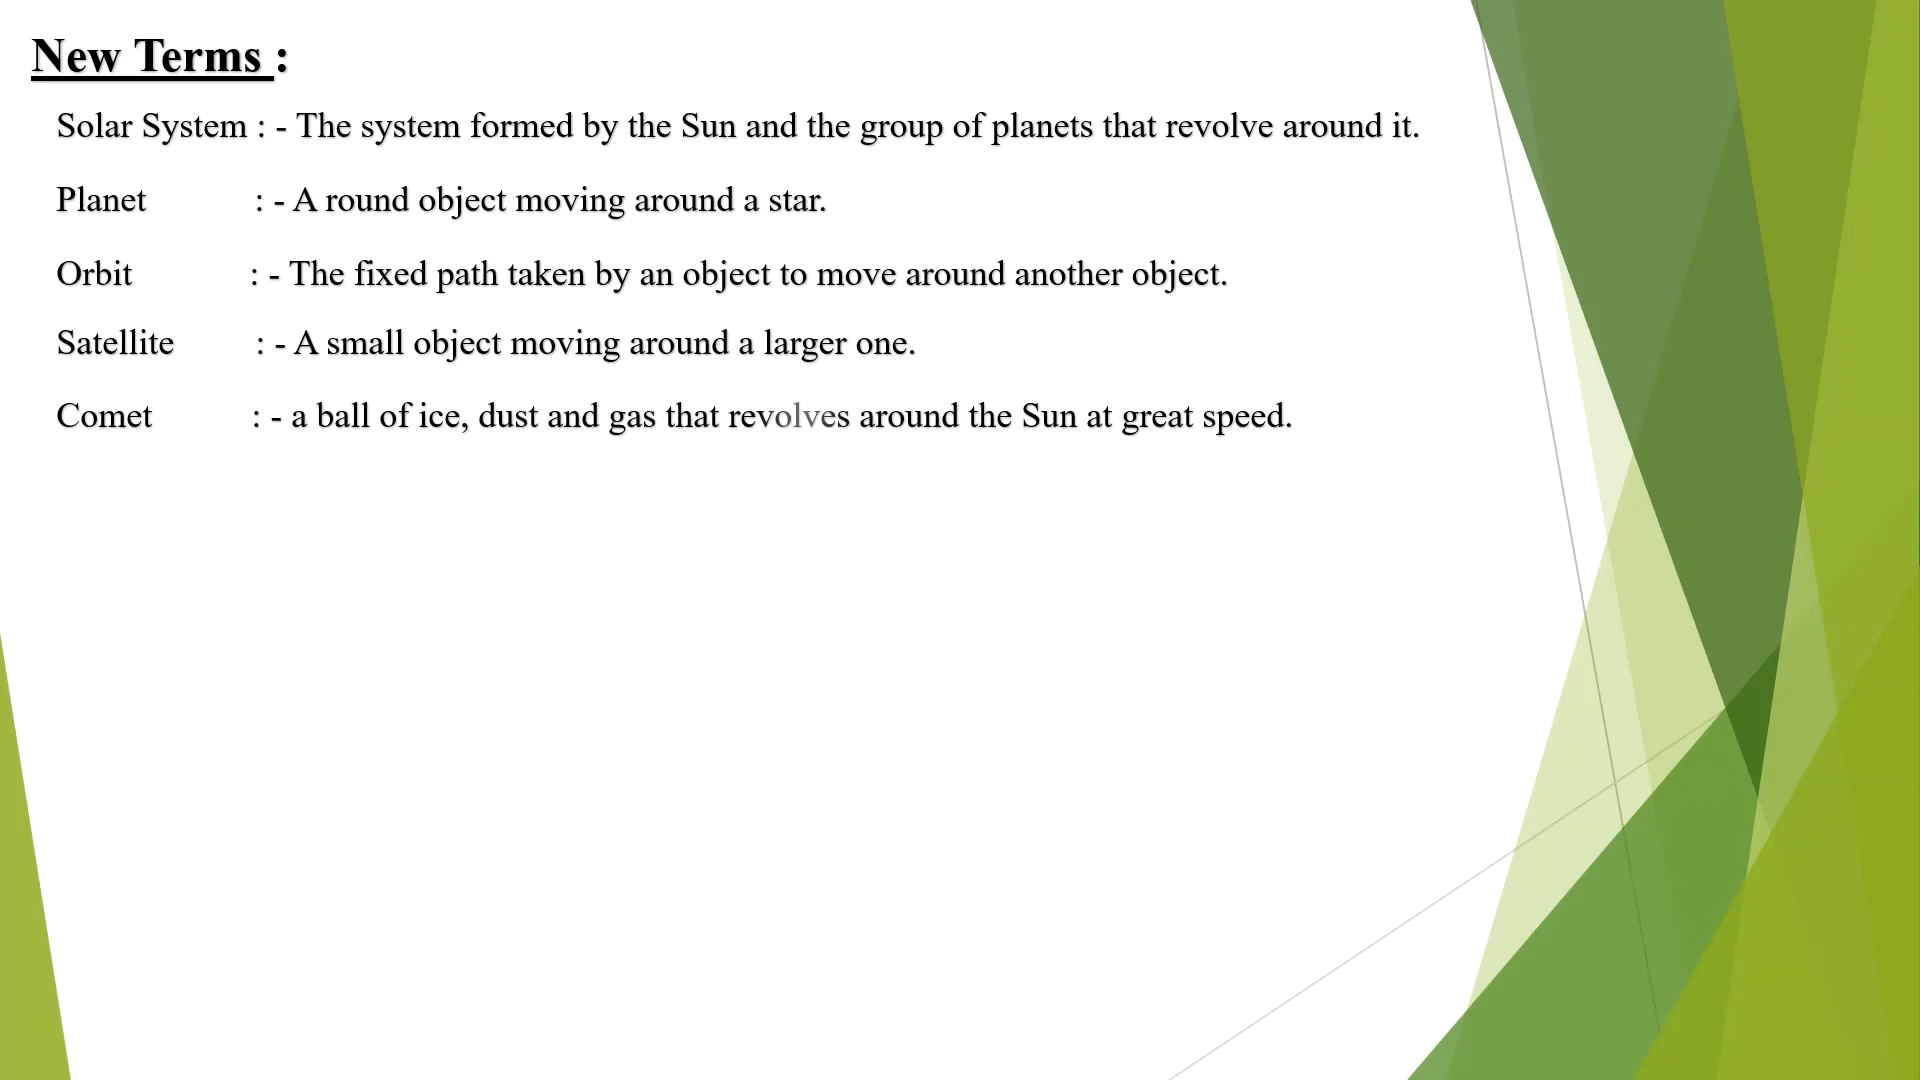 New Terms :
Solar System : - The system formed by the Sun and the group of planets that revolve around it.
Planet : - A round object moving around a star.
Orbit : - The fixed path taken by an object to move around another object.
Satellite : - A small object moving around a larger one.
Comet : - a ball of ice, dust and gas that revolves around the Sun at great speed.